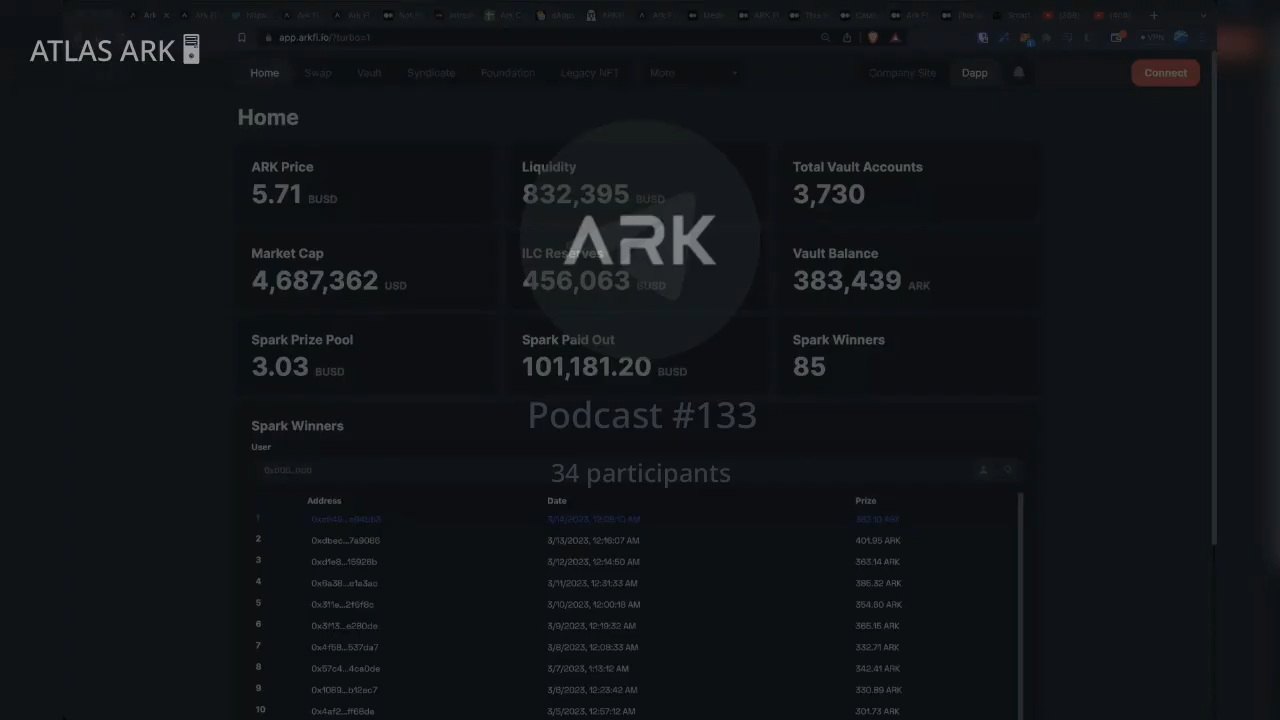 ATLAS ARK
app.arkfi.io/?turbo=1
VPN
Home Swap Vault Syndicate Foundation Legacy NFT More Company Site Dapp Connect
Home
ARK Price Liquidity Total Vault Accounts
5.71 BUSD 832,395 BUSD 3,730
ARK
Market Cap ILC Reserves Vault Balance
4,687,362 USD 456,063 BUSD 383,439 ARK
Spark Prize Pool Spark Paid Out Spark Winners
3.03 BUSD 101,181.20 BUSD 85
Podcast #133
Spark Winners
User
34 participants
Address Date Prize
1
2 0xdbec...7a9086 3/13/2023, 12:16:07 AM 401.95 ARK
3 0xd1e8...15928b 3/12/2023, 12:14:50 AM 363.14 ARK
4 0x6a38...e1a3ac 3/11/2023, 12:31:33 AM 385.32 ARK
5 0x311e...2f6f8c 3/10/2023, 12:00:18 AM 354.60 ARK
6 0x3f13...e280de 3/9/2023, 12:19:32 AM 365.15 ARK
7 0x4f58...537da7 3/8/2023, 12:08:33 AM 332.71 ARK
8 0x57c4...4ca0de 3/7/2023, 1:13:12 AM 342.41 ARK
9 0x1069...b12ec7 3/6/2023, 12:23:42 AM 330.89 ARK
10 0x4af2...ff68de 3/5/2023, 12:57:12 AM 301.73 ARK